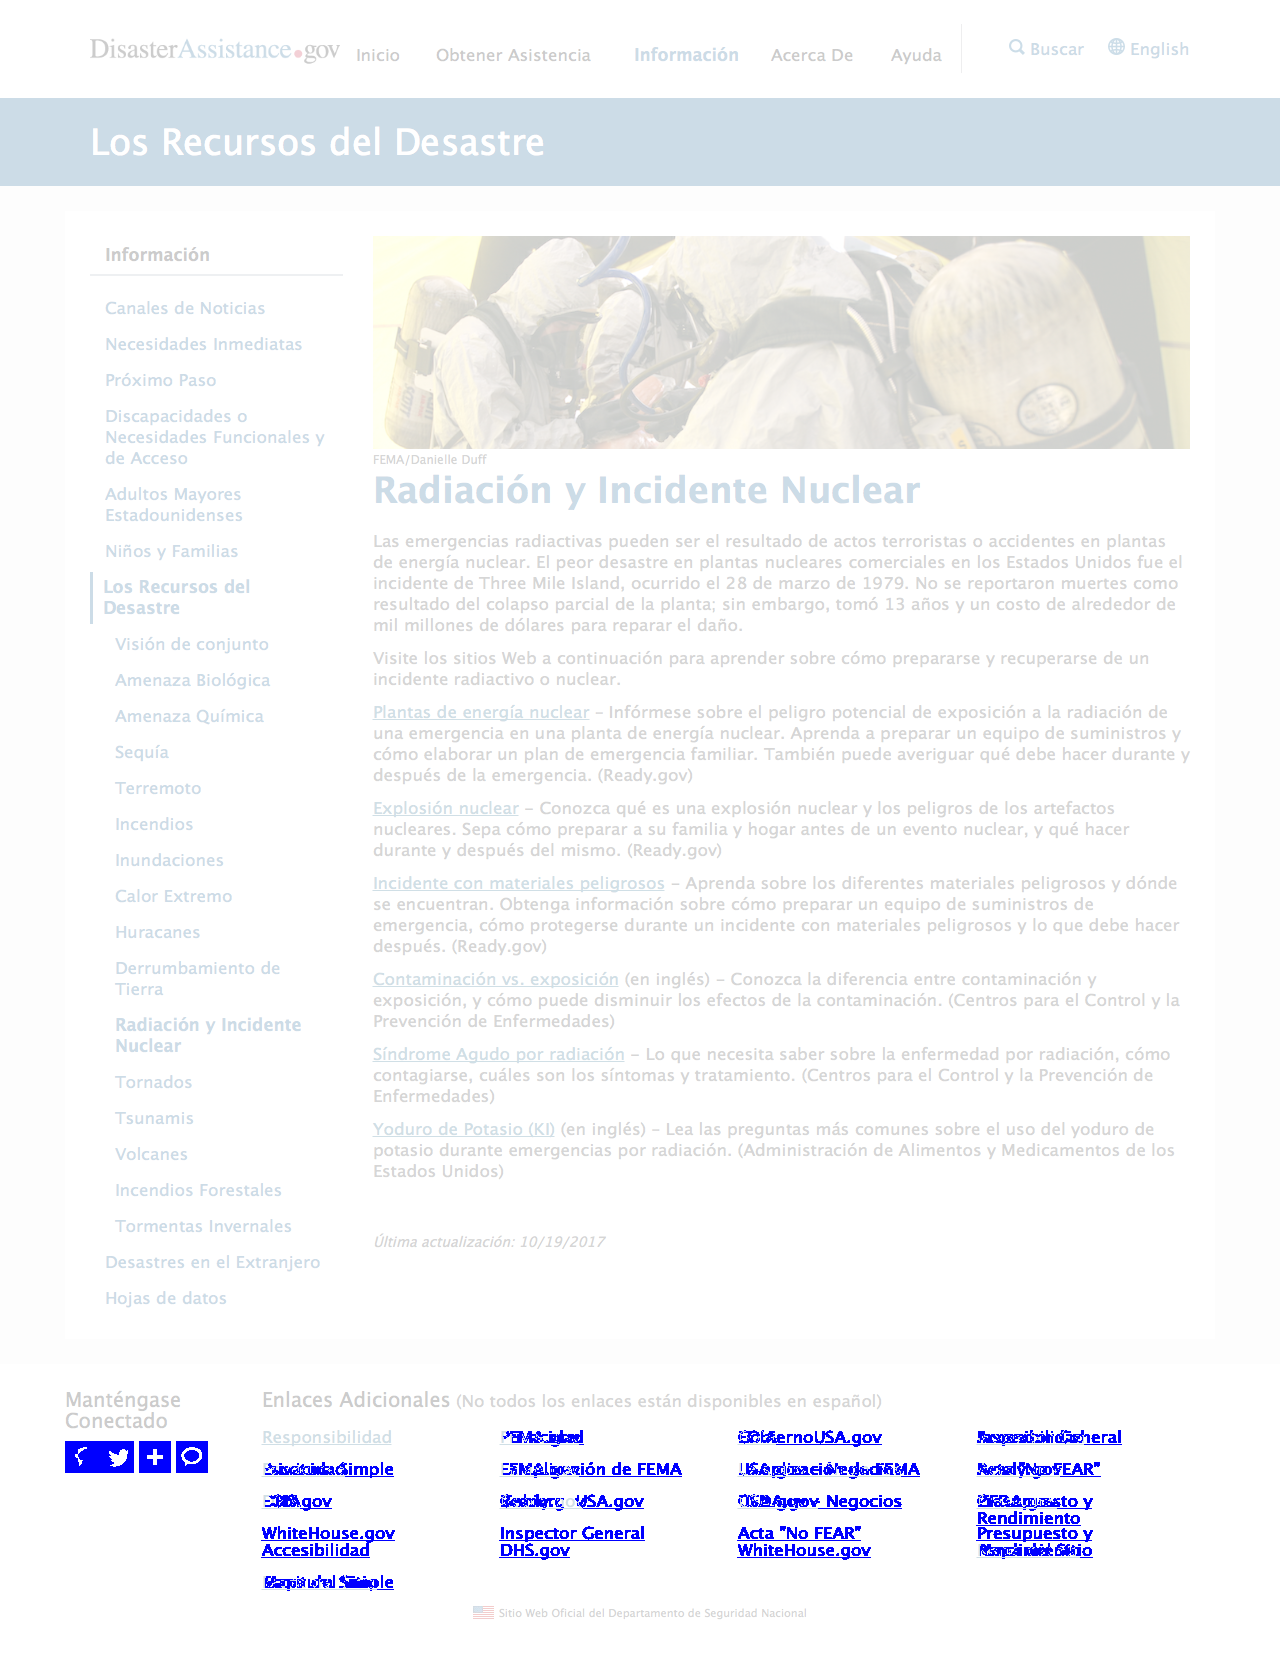 DisasterAssistance.gov
Inicio Obtener Asistencia Información Acerca De Ayuda Buscar English
Los Recursos del Desastre
Información
Canales de Noticias
Necesidades Inmediatas
Próximo Paso
Discapacidades o
Necesidades Funcionales y
de Acceso
Adultos Mayores
Estadounidenses
Niños y Familias
Los Recursos del
Desastre
Visión de conjunto
Amenaza Biológica
Amenaza Química
Sequía
Terremoto
Incendios
Inundaciones
Calor Extremo
Huracanes
Derrumbamiento de
Tierra
Radiación y Incidente
Nuclear
Tornados
Tsunamis
Volcanes
Incendios Forestales
Tormentas Invernales
Desastres en el Extranjero
Hojas de datos
FEMA/Danielle Duff
Radiación y Incidente Nuclear
Las emergencias radiactivas pueden ser el resultado de actos terroristas o accidentes en plantas
de energía nuclear. El peor desastre en plantas nucleares comerciales en los Estados Unidos fue el
incidente de Three Mile Island, ocurrido el 28 de marzo de 1979. No se reportaron muertes como
resultado del colapso parcial de la planta; sin embargo, tomó 13 años y un costo de alrededor de
mil millones de dólares para reparar el daño.
Visite los sitios Web a continuación para aprender sobre cómo prepararse y recuperarse de un
incidente radiactivo o nuclear.
Plantas de energía nuclear – Infórmese sobre el peligro potencial de exposición a la radiación de
una emergencia en una planta de energía nuclear. Aprenda a preparar un equipo de suministros y
cómo elaborar un plan de emergencia familiar. También puede averiguar qué debe hacer durante y
después de la emergencia. (Ready.gov)
Explosión nuclear – Conozca qué es una explosión nuclear y los peligros de los artefactos
nucleares. Sepa cómo preparar a su familia y hogar antes de un evento nuclear, y qué hacer
durante y después del mismo. (Ready.gov)
Incidente con materiales peligrosos – Aprenda sobre los diferentes materiales peligrosos y dónde
se encuentran. Obtenga información sobre cómo preparar un equipo de suministros de
emergencia, cómo protegerse durante un incidente con materiales peligrosos y lo que debe hacer
después. (Ready.gov)
Contaminación vs. exposición (en inglés) – Conozca la diferencia entre contaminación y
exposición, y cómo puede disminuir los efectos de la contaminación. (Centros para el Control y la
Prevención de Enfermedades)
Síndrome Agudo por radiación – Lo que necesita saber sobre la enfermedad por radiación, cómo
contagiarse, cuáles son los síntomas y tratamiento. (Centros para el Control y la Prevención de
Enfermedades)
Yoduro de Potasio (KI) (en inglés) – Lea las preguntas más comunes sobre el uso del yoduro de
potasio durante emergencias por radiación. (Administración de Alimentos y Medicamentos de los
Estados Unidos)
Última actualización: 10/19/2017
Manténgase
Conectado
Enlaces Adicionales (No todos los enlaces están disponibles en español)
Responsibilidad
de FEMA
"No FEAR"
Negocios
Rendimiento
WhiteHouse.gov Inspector General Acta "No FEAR" Presupuesto y
Accesibilidad DHS.gov WhiteHouse.gov
Sitio Web Oficial del Departamento de Seguridad Nacional